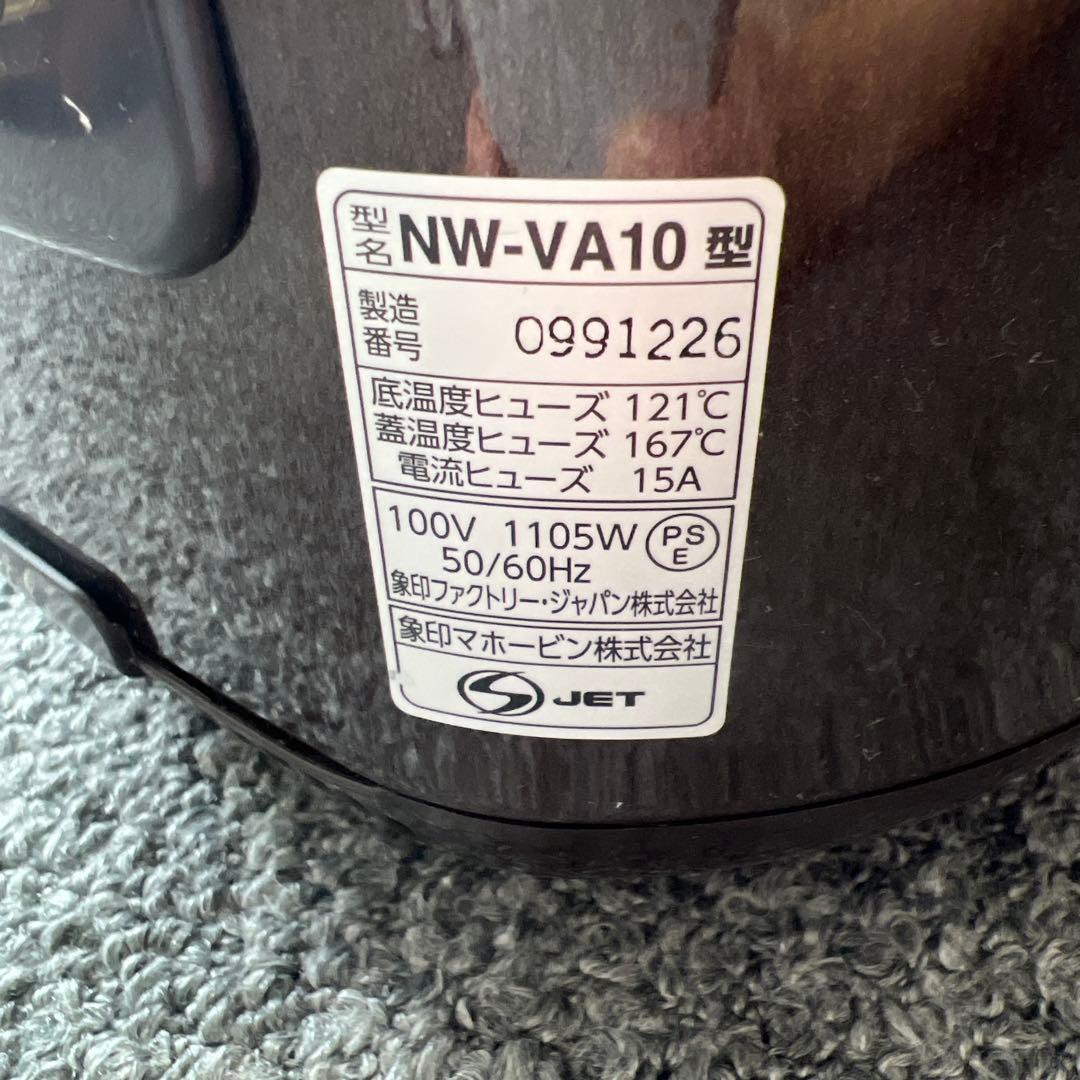 型名 NW-VA10 型
製造番号 0991226
底温度ヒューズ 121℃
蓋温度ヒューズ 167℃
電流ヒューズ 15A
100V 1105W PSE
50/60Hz
象印ファクトリー・ジャパン株式会社
象印マホービン株式会社
S JET